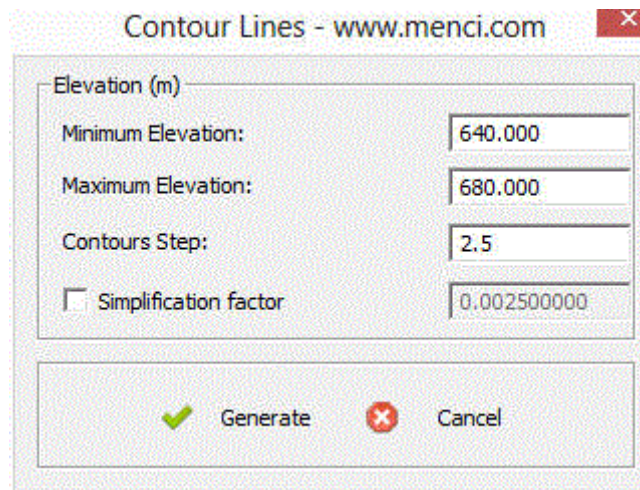 Contour Lines - www.menci.com
Elevation (m)
Minimum Elevation: 640.000
Maximum Elevation: 680.000
Contours Step: 2.5
Simplification factor 0.002500000
Generate Cancel